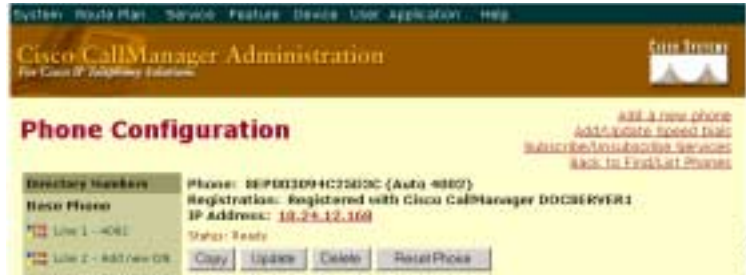 System Route Plan Service Feature Device User Application Help
Cisco CallManager Administration
For Cisco IP Telephony Solutions
Cisco Systems
Phone Configuration
Add a new phone
Add/Update Speed Dials
Subscribe/Unsubscribe Services
Back to Find/List Phones
Directory Numbers
Base Phone
Line 1 - 4002
Line 2 - Add new DN
Phone: SEP003094C25D3C (Auto 4002)
Registration: Registered with Cisco CallManager DOCSERVER1
IP Address: 10.24.12.168
Status: Ready
Copy Update Delete Reset Phone